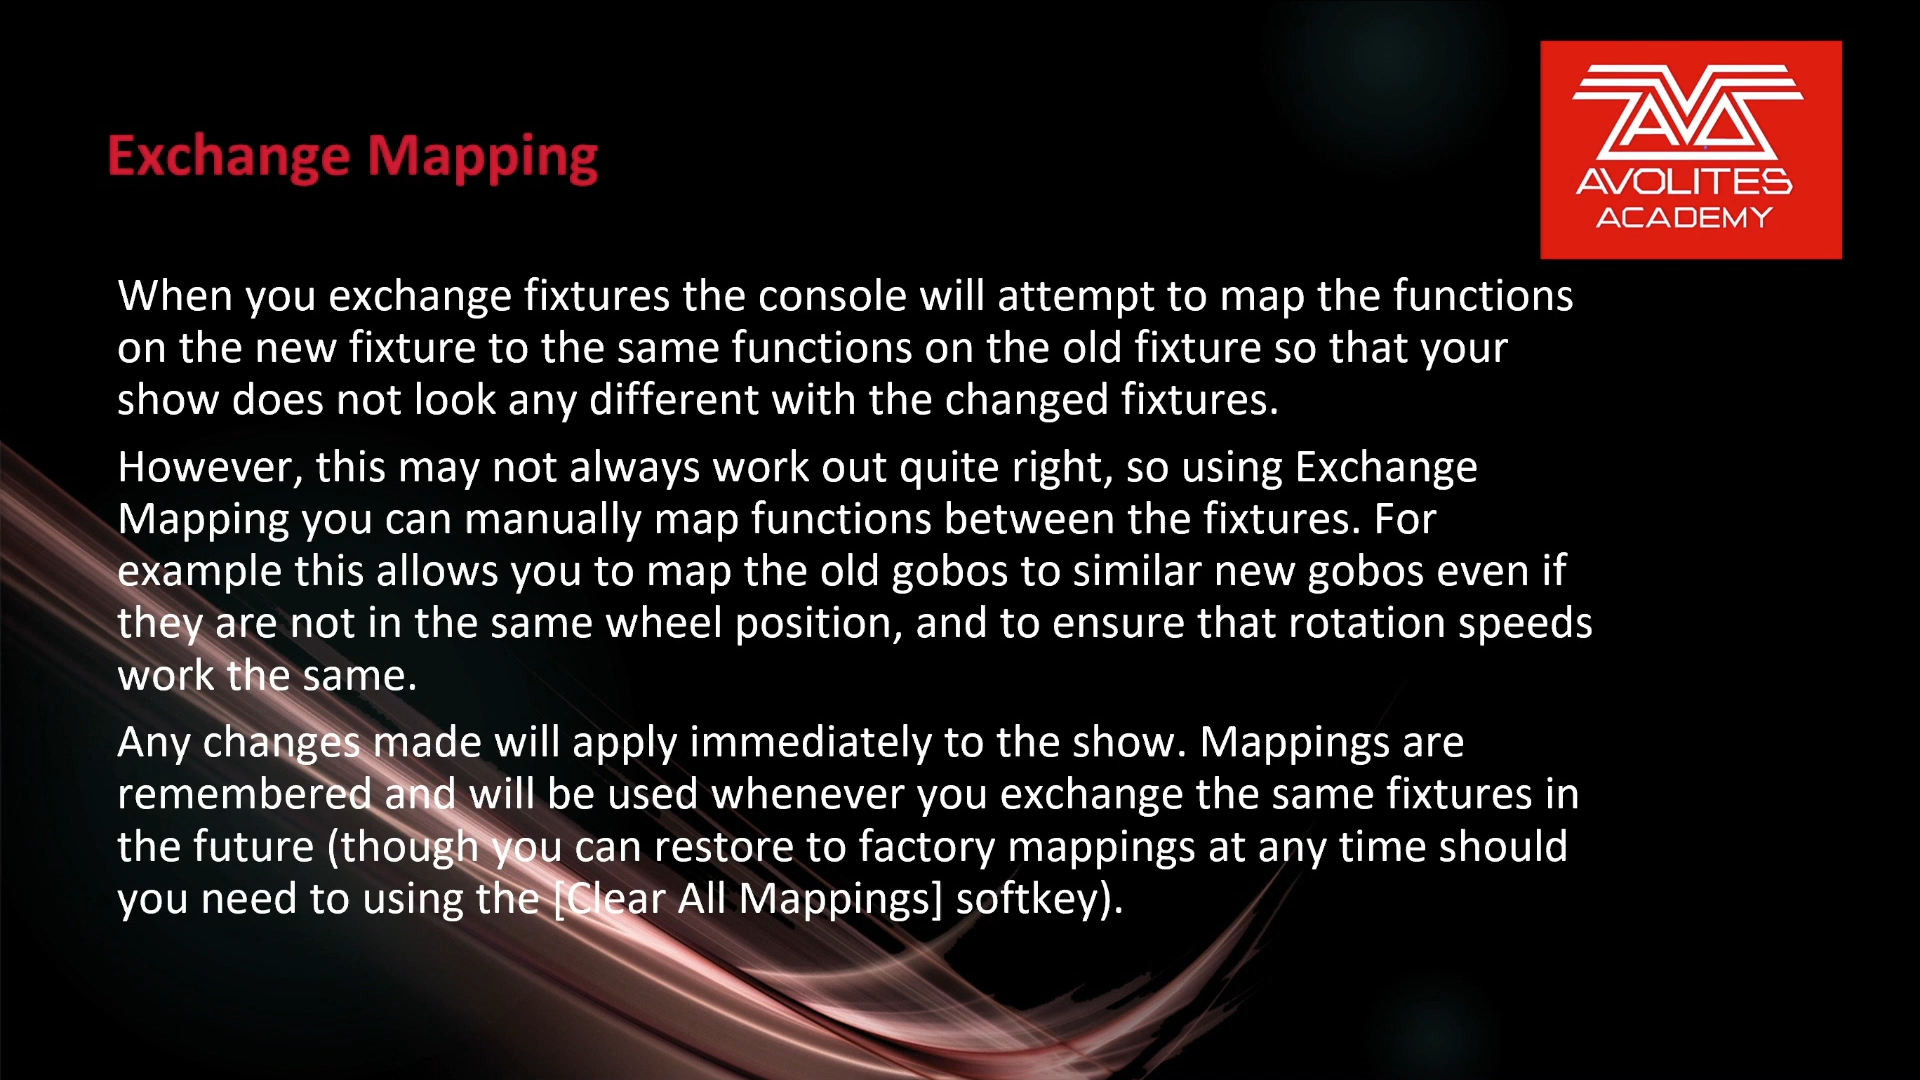 Exchange Mapping
AVO
AVOLITES
ACADEMY
When you exchange fixtures the console will attempt to map the functions
on the new fixture to the same functions on the old fixture so that your
show does not look any different with the changed fixtures.
However, this may not always work out quite right, so using Exchange
Mapping you can manually map functions between the fixtures. For
example this allows you to map the old gobos to similar new gobos even if
they are not in the same wheel position, and to ensure that rotation speeds
work the same.
Any changes made will apply immediately to the show. Mappings are
remembered and will be used whenever you exchange the same fixtures in
the future (though you can restore to factory mappings at any time should
you need to using the [Clear All Mappings] softkey).